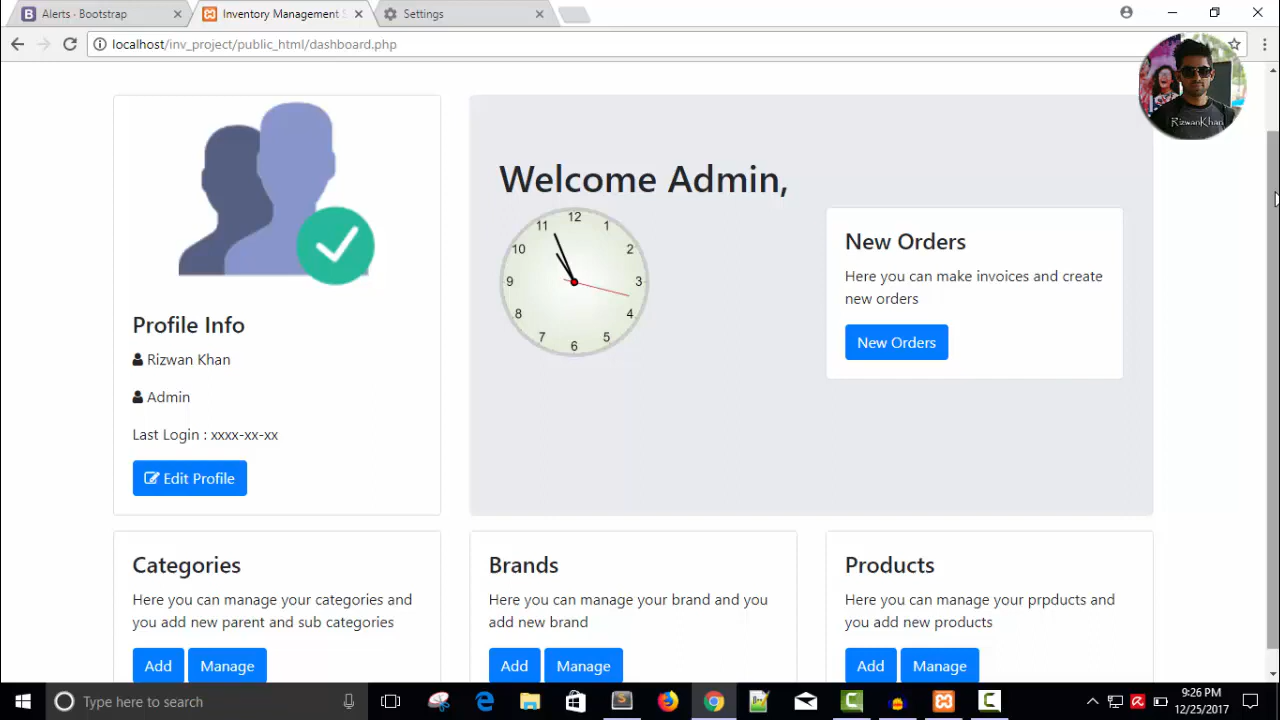 Alerts · Bootstrap
Inventory Management S
Settings
localhost/inv_project/public_html/dashboard.php
RizwanKhan
Welcome Admin,
12
1
2
3
4
5
6
7
8
9
10
11
New Orders
Here you can make invoices and create
new orders
New Orders
Profile Info
Rizwan Khan
Admin
Last Login : xxxx-xx-xx
Edit Profile
Categories
Here you can manage your categories and
you add new parent and sub categories
Add Manage
Brands
Here you can manage your brand and you
add new brand
Add Manage
Products
Here you can manage your prpducts and
you add new products
Add Manage
Type here to search
9:26 PM
12/25/2017